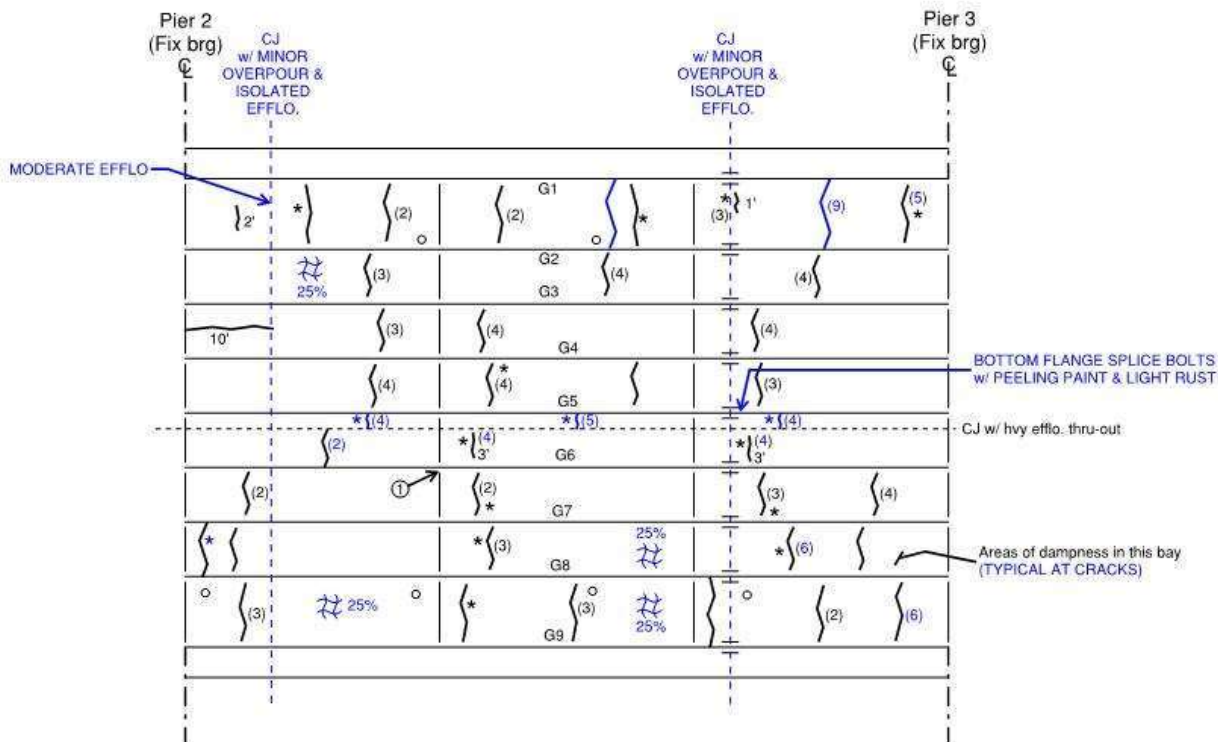 Pier 2
(Fix brg)
℄
CJ
w/ MINOR
OVERPOUR &
ISOLATED
EFFLO.
CJ
w/ MINOR
OVERPOUR &
ISOLATED
EFFLO.
Pier 3
(Fix brg)
℄
MODERATE EFFLO
G1
2'
*
(2)
(2)
*
*
(3)
1'
(9)
(5)
*
G2
25%
(3)
(4)
(4)
G3
10'
(3)
(4)
(4)
G4
(4)
*
(4)
(3)
G5
BOTTOM FLANGE SPLICE BOLTS
w/ PEELING PAINT & LIGHT RUST
*(4)
*(5)
*(4)
CJ w/ hvy efflo. thru-out
(2)
*
(4)
3'
*
(4)
3'
G6
1
(2)
(2)
*
(3)
*
(4)
G7
*
*
(3)
25%
*
(6)
G8
Areas of dampness in this bay
(TYPICAL AT CRACKS)
(3)
25%
*
(3)
25%
(2)
(6)
G9